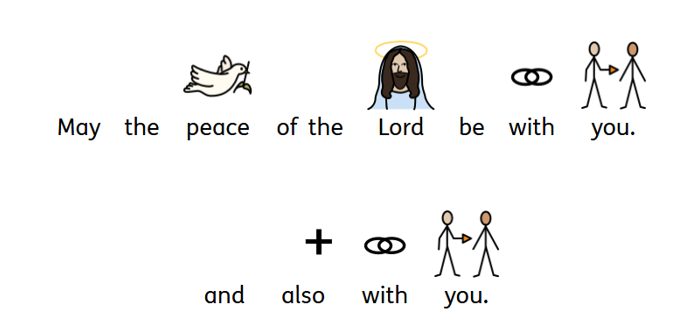 May the peace of the Lord be with you.
and also with you.